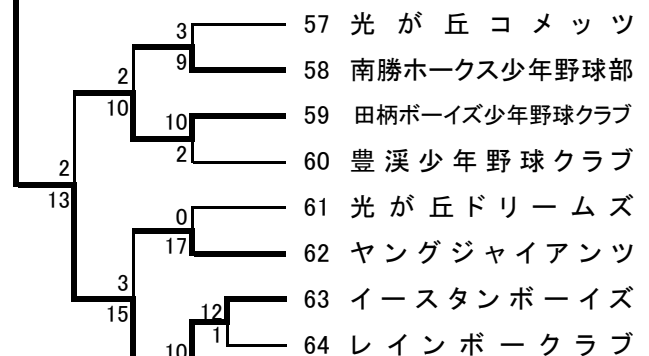 3 57 光が丘コメッツ
9 58 南勝ホークス少年野球部
2
10
10 59 田柄ボーイズ少年野球クラブ
2 60 豊渓少年野球クラブ
2
13
0 61 光が丘ドリームズ
17 62 ヤングジャイアンツ
3
15
12 63 イースタンボーイズ
1 64 レインボークラブ
10